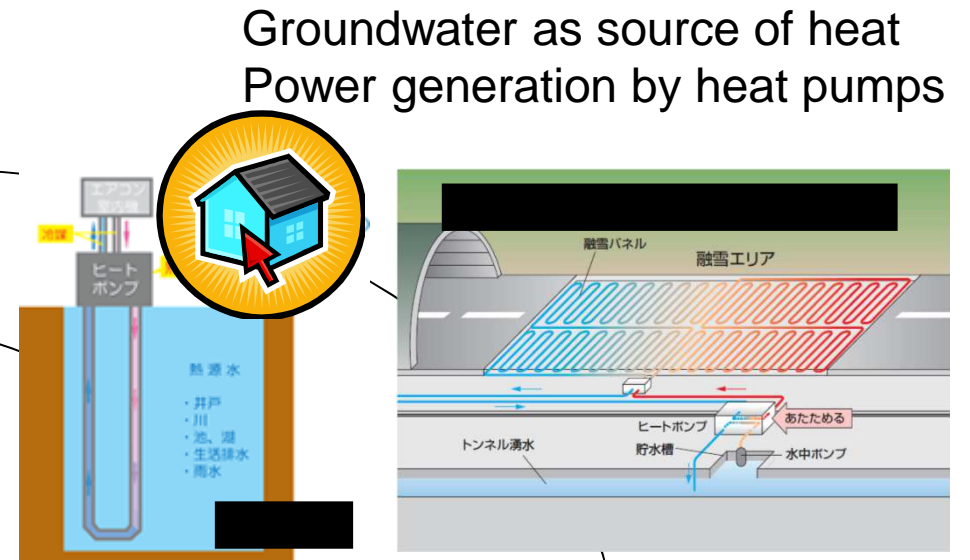 Groundwater as source of heat
Power generation by heat pumps
エアコン
室内機
冷媒
ヒート
ポンプ
熱源水
・井戸
・川
・池、湖
・生活排水
・雨水
融雪パネル
融雪エリア
ヒートポンプ
あたためる
トンネル湧水
貯水槽
水中ポンプ